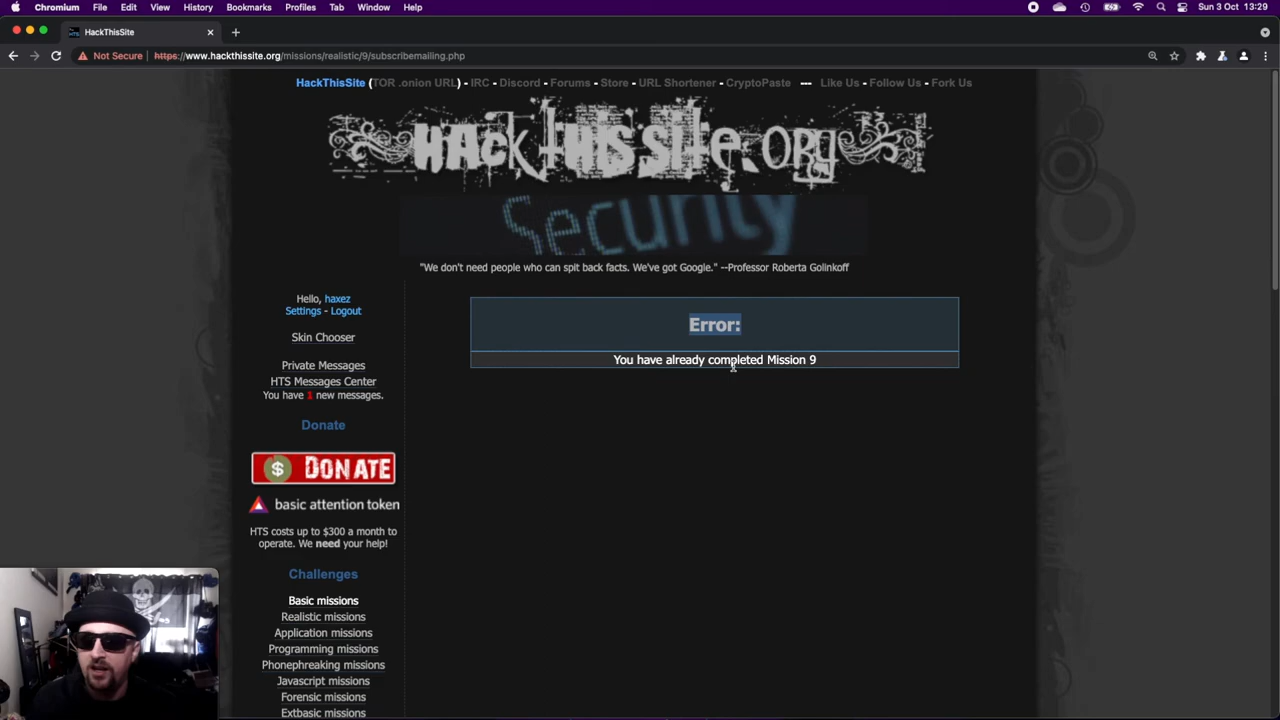 Chromium File Edit View History Bookmarks Profiles Tab Window Help Sun 3 Oct 13:29
HackThisSite
Not Secure https://www.hackthissite.org/missions/realistic/9/subscribemailing.php
HackThisSite (TOR .onion URL) - IRC - Discord - Forums - Store - URL Shortener - CryptoPaste --- Like Us - Follow Us - Fork Us
HackThisSite.org
Security
"We don't need people who can spit back facts. We've got Google." --Professor Roberta Golinkoff
Hello, haxez
Settings - Logout
Skin Chooser
Private Messages
HTS Messages Center
You have 1 new messages.
Donate
$ DONATE
basic attention token
HTS costs up to $300 a month to
operate. We need your help!
Challenges
Basic missions
Realistic missions
Application missions
Programming missions
Phonephreaking missions
Javascript missions
Forensic missions
Extbasic missions
Error:
You have already completed Mission 9